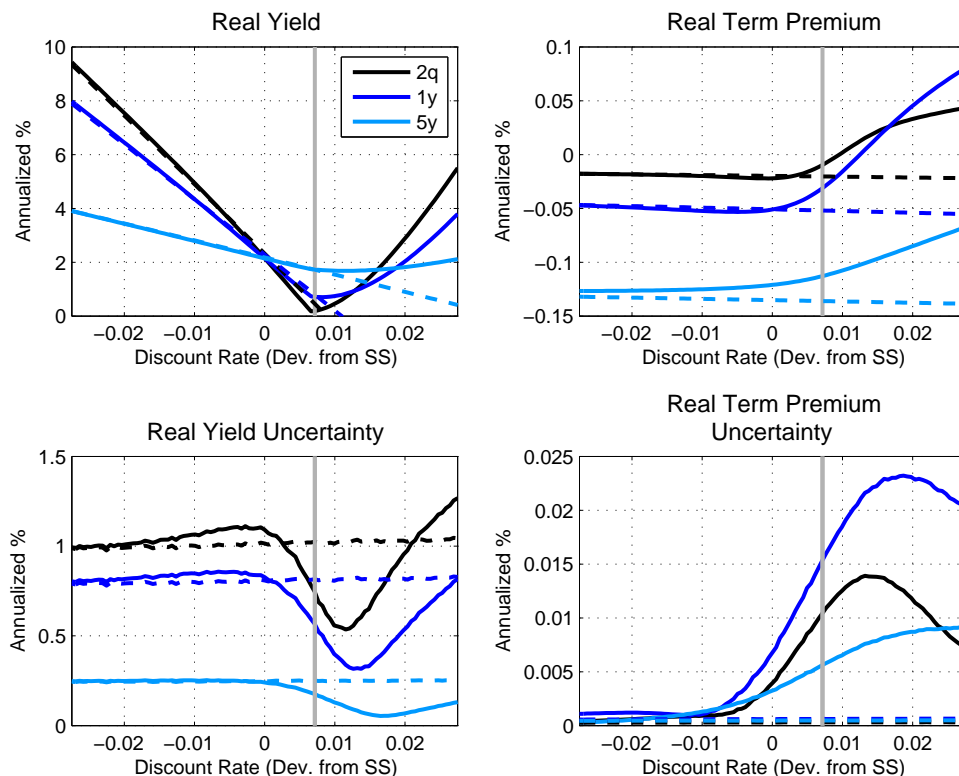 Real Yield
10
8
6
4
2
0
Annualized %
2q
1y
5y
−0.02 −0.01 0 0.01 0.02
Discount Rate (Dev. from SS)
Real Term Premium
0.1
0.05
0
−0.05
−0.1
−0.15
Annualized %
−0.02 −0.01 0 0.01 0.02
Discount Rate (Dev. from SS)
Real Yield Uncertainty
1.5
1
0.5
0
Annualized %
−0.02 −0.01 0 0.01 0.02
Discount Rate (Dev. from SS)
Real Term Premium
Uncertainty
0.025
0.02
0.015
0.01
0.005
0
Annualized %
−0.02 −0.01 0 0.01 0.02
Discount Rate (Dev. from SS)